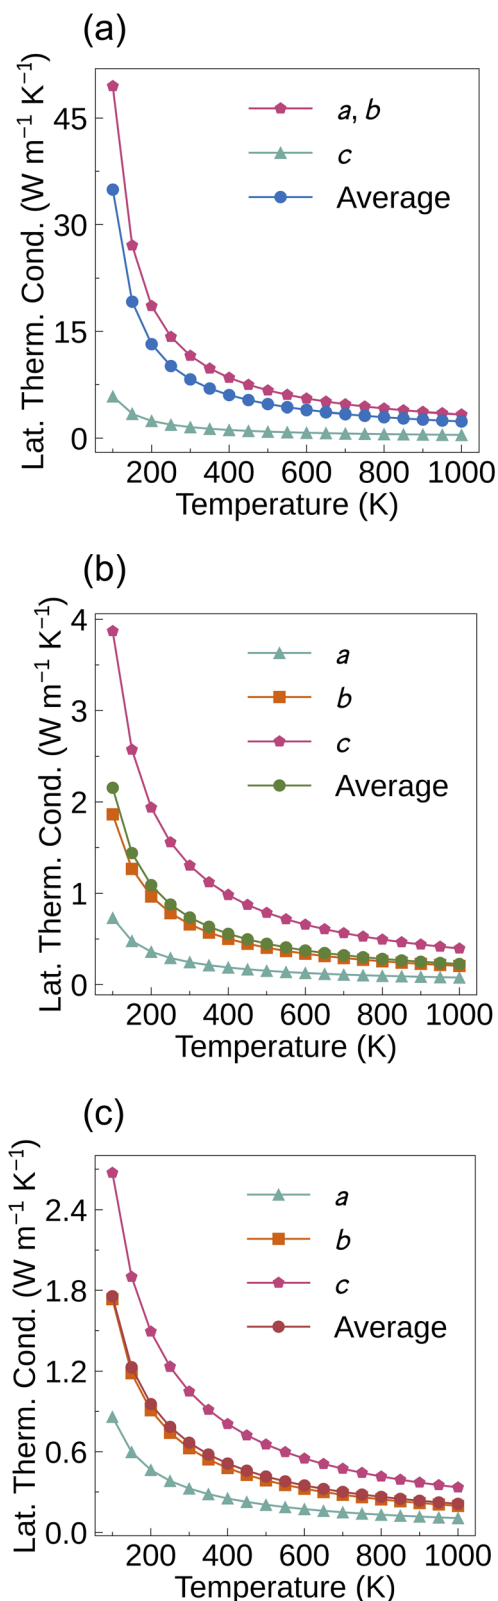 (a)
Lat. Therm. Cond. (W m⁻¹ K⁻¹)
45
30
15
0
a, b
c
Average
200 400 600 800 1000
Temperature (K)
(b)
Lat. Therm. Cond. (W m⁻¹ K⁻¹)
4
3
2
1
0
a
b
c
Average
200 400 600 800 1000
Temperature (K)
(c)
Lat. Therm. Cond. (W m⁻¹ K⁻¹)
2.4
1.8
1.2
0.6
0.0
a
b
c
Average
200 400 600 800 1000
Temperature (K)